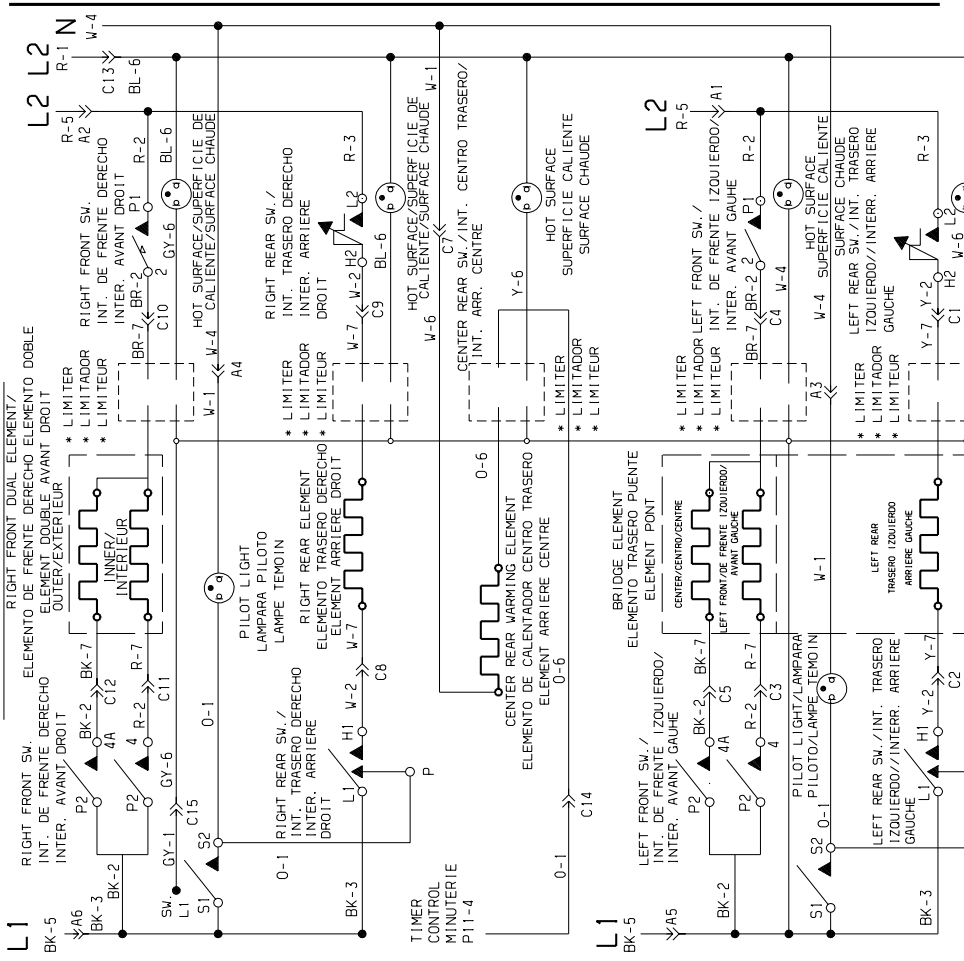 RIGHT FRONT DUAL ELEMENT/
ELEMENTO DE FRENTE DERECHO ELEMENTO DOBLE
ELEMENT DOUBLE AVANT DROIT
OUTER/EXTERIEUR
INNER/
INTERIEUR
RIGHT FRONT SW.
INT. DE FRENTE DERECHO
INTER. AVANT DROIT
L1
BK-5
A6
BK-3
BK-2
P2
4A
BK-2
C12
BK-7
P2
4
R-2
C11
R-7
SW.
L1
GY-1
C15
GY-6
S1
S2
O-1
O-1
PILOT LIGHT
LAMPARA PILOTO
LAMPE TEMOIN
* LIMITER
* LIMITADOR
* LIMITEUR
RIGHT FRONT SW.
INT. DE FRENTE DERECHO
INTER. AVANT DROIT
BR-7
C10
BR-2
2
P1
R-2
GY-6
BL-6
L2
R-5
A2
L2
R-1
C13
BL-6
N
W-4
HOT SURFACE/SUPERFICIE DE
CALIENTE/SURFACE CHAUDE
W-1
A4
W-4
RIGHT REAR SW./
INT. TRASERO DERECHO
INTER. ARRIERE
DROIT
BK-3
L1
H1
P
W-2
C8
W-7
RIGHT REAR ELEMENT
ELEMENTO TRASERO DERECHO
ELEMENT ARRIERE DROIT
* LIMITER
* LIMITADOR
* LIMITEUR
RIGHT REAR SW./
INT. TRASERO DERECHO
INTER. ARRIERE
DROIT
W-7
C9
W-2
H2
L2
R-3
BL-6
HOT SURFACE/SUPERFICIE DE
CALIENTE/SURFACE CHAUDE
W-6
C7
W-1
CENTER REAR SW./INT. CENTRO TRASERO/
INT. ARR. CENTRE
O-6
Y-6
HOT SURFACE
SUPERFICIE CALIENTE
SURFACE CHAUDE
* LIMITER
* LIMITADOR
* LIMITEUR
CENTER REAR WARMING ELEMENT
ELEMENTO DE CALENTADOR CENTRO TRASERO
ELEMENT ARRIERE CENTRE
TIMER
CONTROL
MINUTERIE
P11-4
O-1
C14
O-6
L1
BK-5
A5
BK-2
LEFT FRONT SW./
INT. DE FRENTE IZQUIERDO/
INTER. AVANT GAUHE
P2
4A
BK-2
C5
BK-7
P2
4
R-2
C3
R-7
BRIDGE ELEMENT
ELEMENTO TRASERO PUENTE
ELEMENT PONT
CENTER/CENTRO/CENTRE
LEFT FRONT/DE FRENTE IZQUIERDO/
AVANT GAUCHE
* LIMITER
* LIMITADOR
* LIMITEUR
LEFT FRONT SW./
INT. DE FRENTE IZQUIERDO/
INTER. AVANT GAUHE
BR-7
C4
BR-2
2
P1
R-2
A1
L2
R-5
W-4
HOT SURFACE
SUPERFICIE CALIENTE
SURFACE CHAUDE
PILOT LIGHT/LAMPARA
PILOTO/LAMPE TEMOIN
S1
S2
O-1
W-1
A3
W-4
LEFT REAR SW./INT. TRASERO
IZQUIERDO//INTERR. ARRIERE
GAUCHE
BK-3
L1
H1
Y-2
C2
Y-7
LEFT REAR
TRASERO IZQUIERDO
ARRIERE GAUCHE
* LIMITER
* LIMITADOR
* LIMITEUR
LEFT REAR SW./INT. TRASERO
IZQUIERDO//INTERR. ARRIERE
GAUCHE
Y-7
C1
Y-2
H2
L2
R-3
W-6